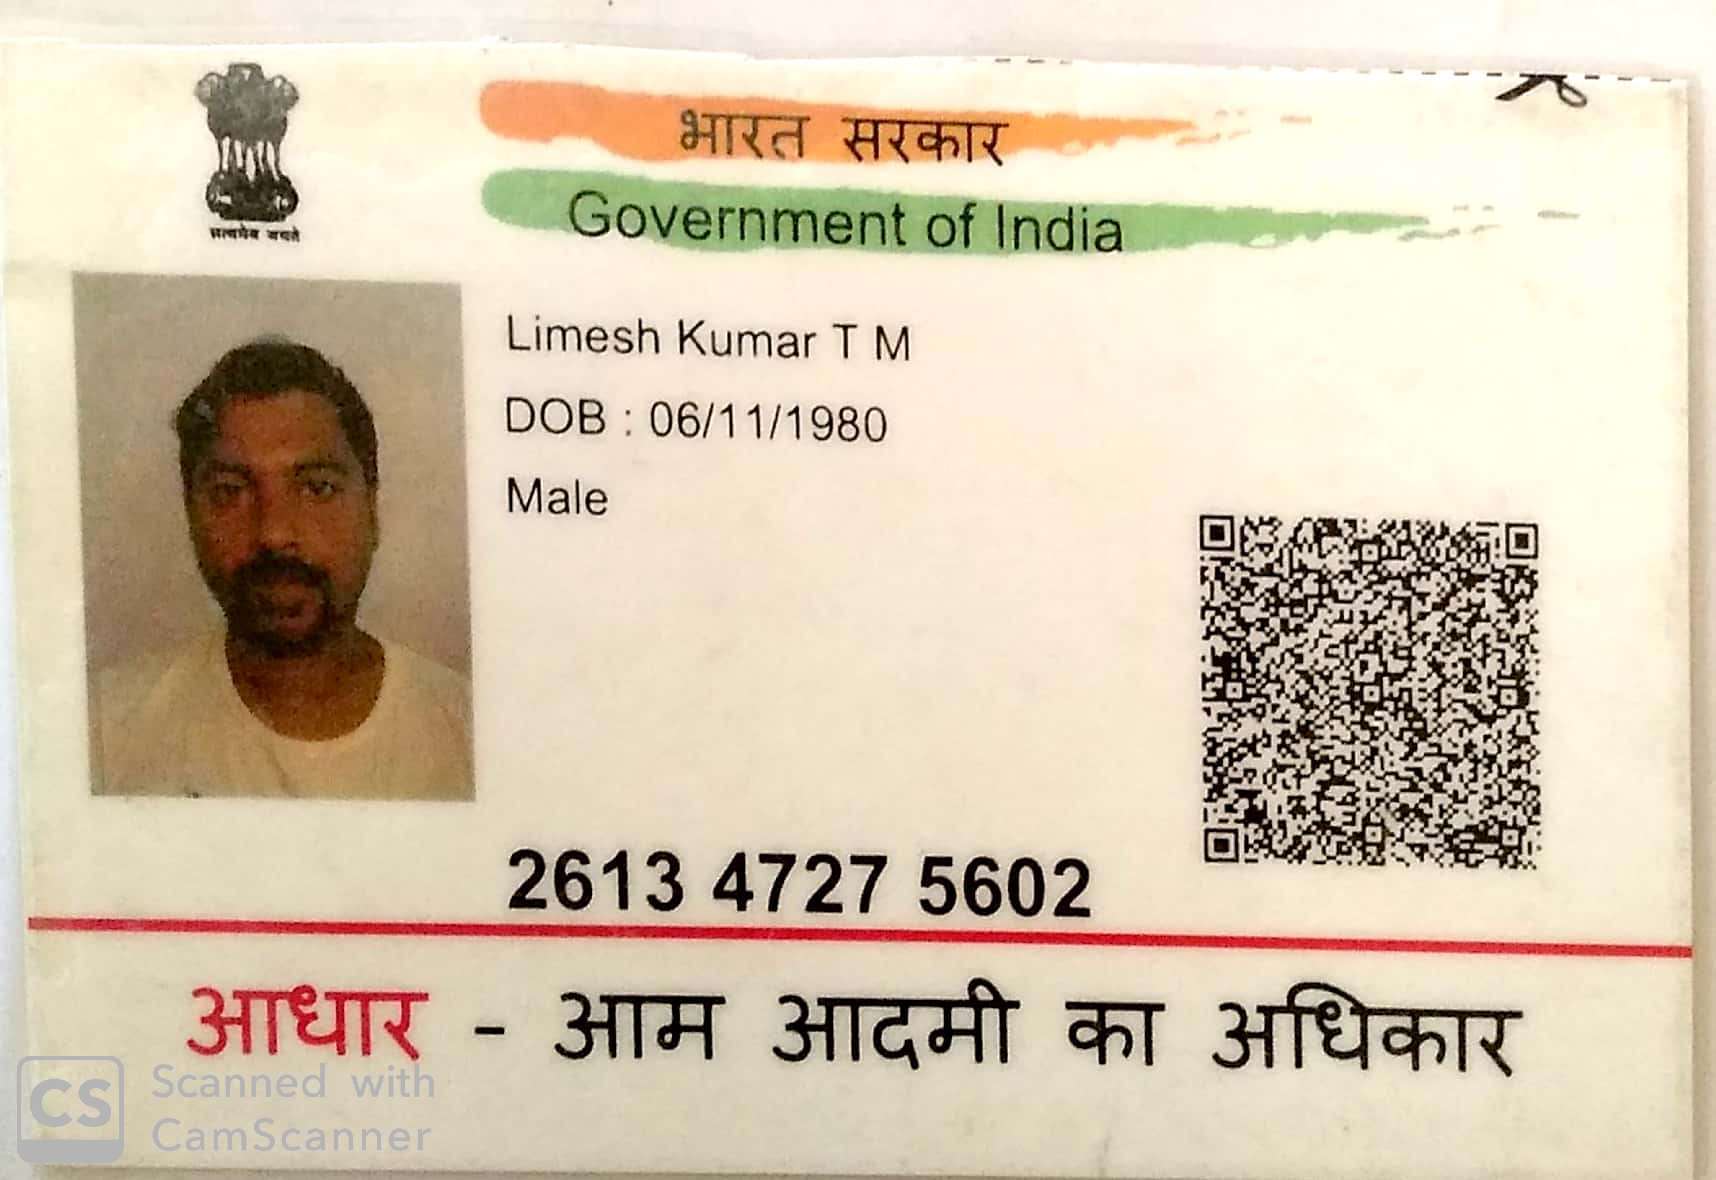 सत्यमेव जयते
भारत सरकार
Government of India
Limesh Kumar T M
DOB : 06/11/1980
Male
2613 4727 5602
आधार - आम आदमी का अधिकार
CS
Scanned with
CamScanner